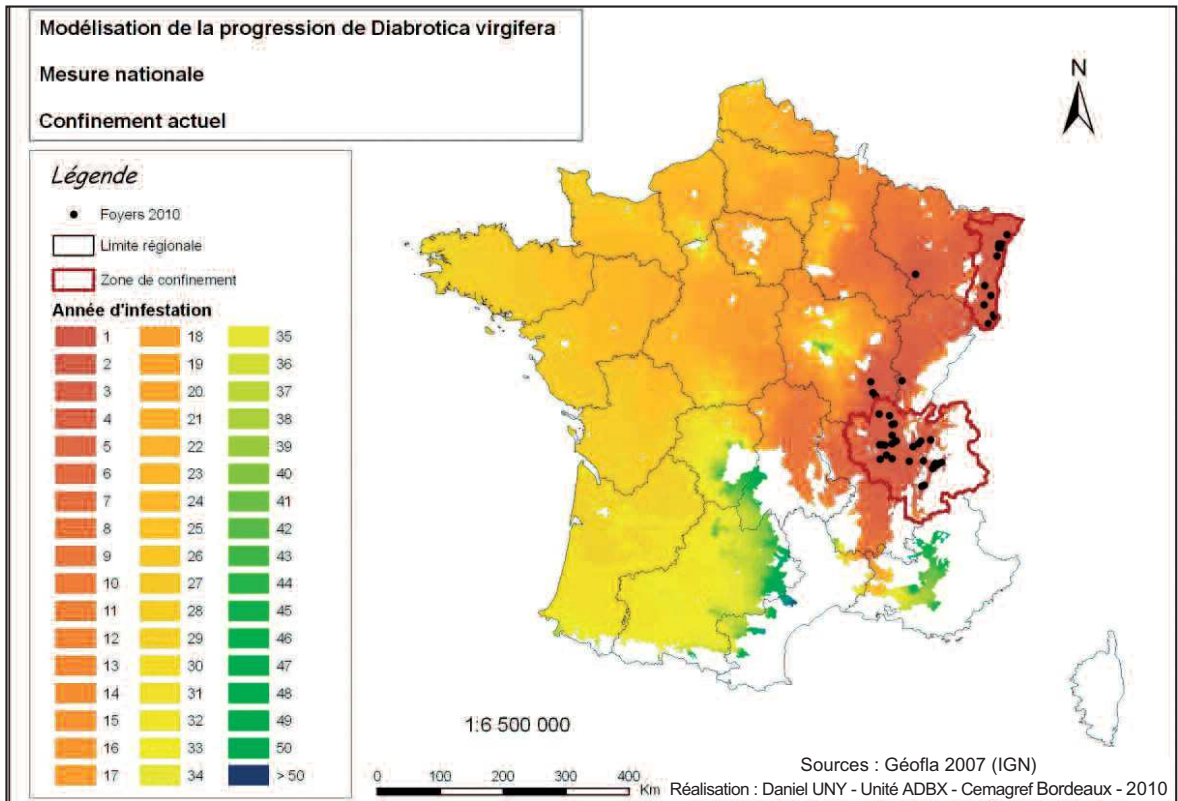 Modélisation de la progression de Diabrotica virgifera
Mesure nationale
Confinement actuel
N
Légende
Foyers 2010
Limite régionale
Zone de confinement
Année d'infestation
1 18 35
2 19 36
3 20 37
4 21 38
5 22 39
6 23 40
7 24 41
8 25 42
9 26 43
10 27 44
11 28 45
12 29 46
13 30 47
14 31 48
15 32 49
16 33 50
17 34 > 50
1:6 500 000
0 100 200 300 400
Km
Sources : Géofla 2007 (IGN)
Réalisation : Daniel UNY - Unité ADBX - Cemagref Bordeaux - 2010